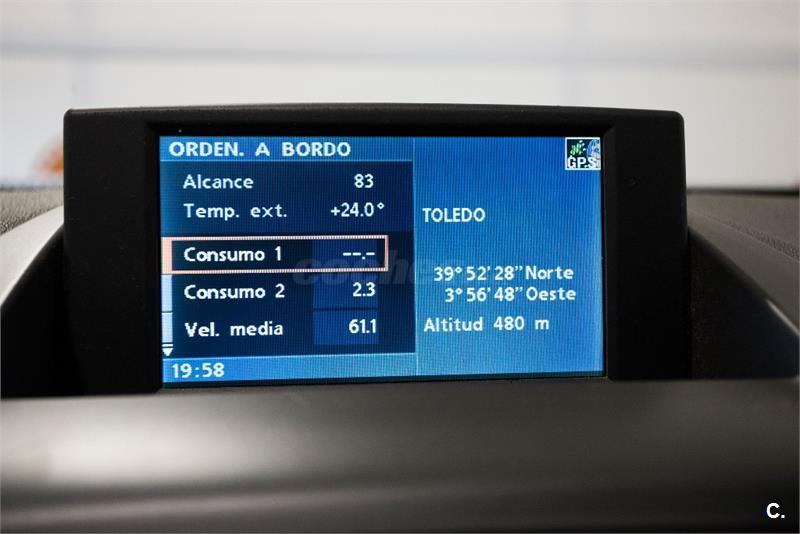 ORDEN. A BORDO
GPS
Alcance 83
Temp. ext. +24.0°
Consumo 1 --.-
Consumo 2 2.3
Vel. media 61.1
19:58
TOLEDO
39° 52' 28'' Norte
3° 56' 48'' Oeste
Altitud 480 m
C.